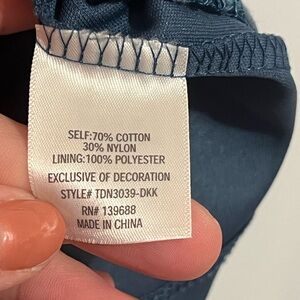 SELF:70% COTTON
30% NYLON
LINING:100% POLYESTER
EXCLUSIVE OF DECORATION
STYLE# TDN3039-DKK
RN# 139688
MADE IN CHINA